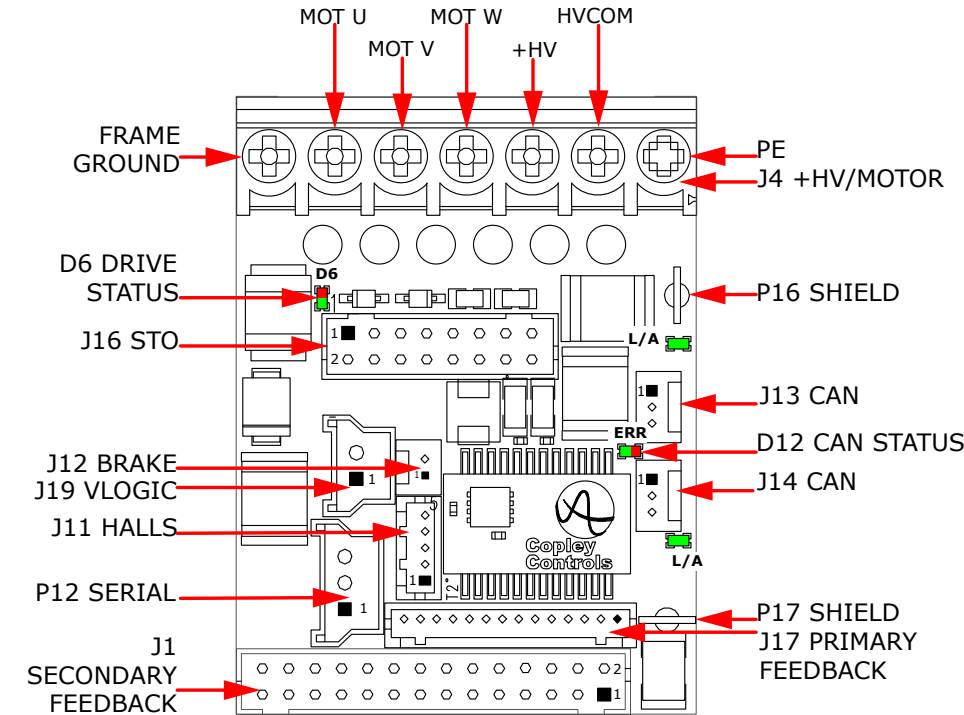 MOT U
MOT W
HVCOM
MOT V
+HV
FRAME
GROUND
PE
J4 +HV/MOTOR
D6 DRIVE
STATUS
D6
1
P16 SHIELD
J16 STO
1
2
L/A
J13 CAN
1
ERR
D12 CAN STATUS
J12 BRAKE
J19 VLOGIC
1
1
J14 CAN
1
J11 HALLS
Copley
Controls
L/A
P12 SERIAL
1
1
T2°
P17 SHIELD
J17 PRIMARY
FEEDBACK
J1
SECONDARY
FEEDBACK
2
1